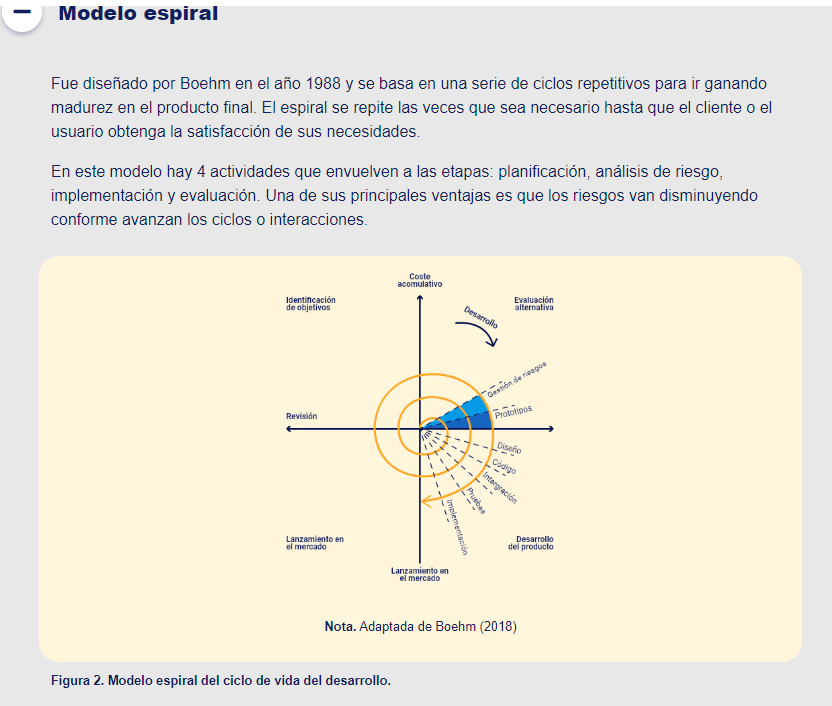 Modelo espiral
Fue diseñado por Boehm en el año 1988 y se basa en una serie de ciclos repetitivos para ir ganando
madurez en el producto final. El espiral se repite las veces que sea necesario hasta que el cliente o el
usuario obtenga la satisfacción de sus necesidades.
En este modelo hay 4 actividades que envuelven a las etapas: planificación, análisis de riesgo,
implementación y evaluación. Una de sus principales ventajas es que los riesgos van disminuyendo
conforme avanzan los ciclos o interacciones.
Coste
acomulativo
Identificación
de objetivos
Evaluación
alternativa
Desarrollo
Gestión de riesgos
Revisión
Prototipos
Diseño
Código
Intergración
Pruebas
Implementación
Lanzamiento en
el mercado
Desarrollo
del producto
Lanzamiento en
el mercado
Nota. Adaptada de Boehm (2018)
Figura 2. Modelo espiral del ciclo de vida del desarrollo.